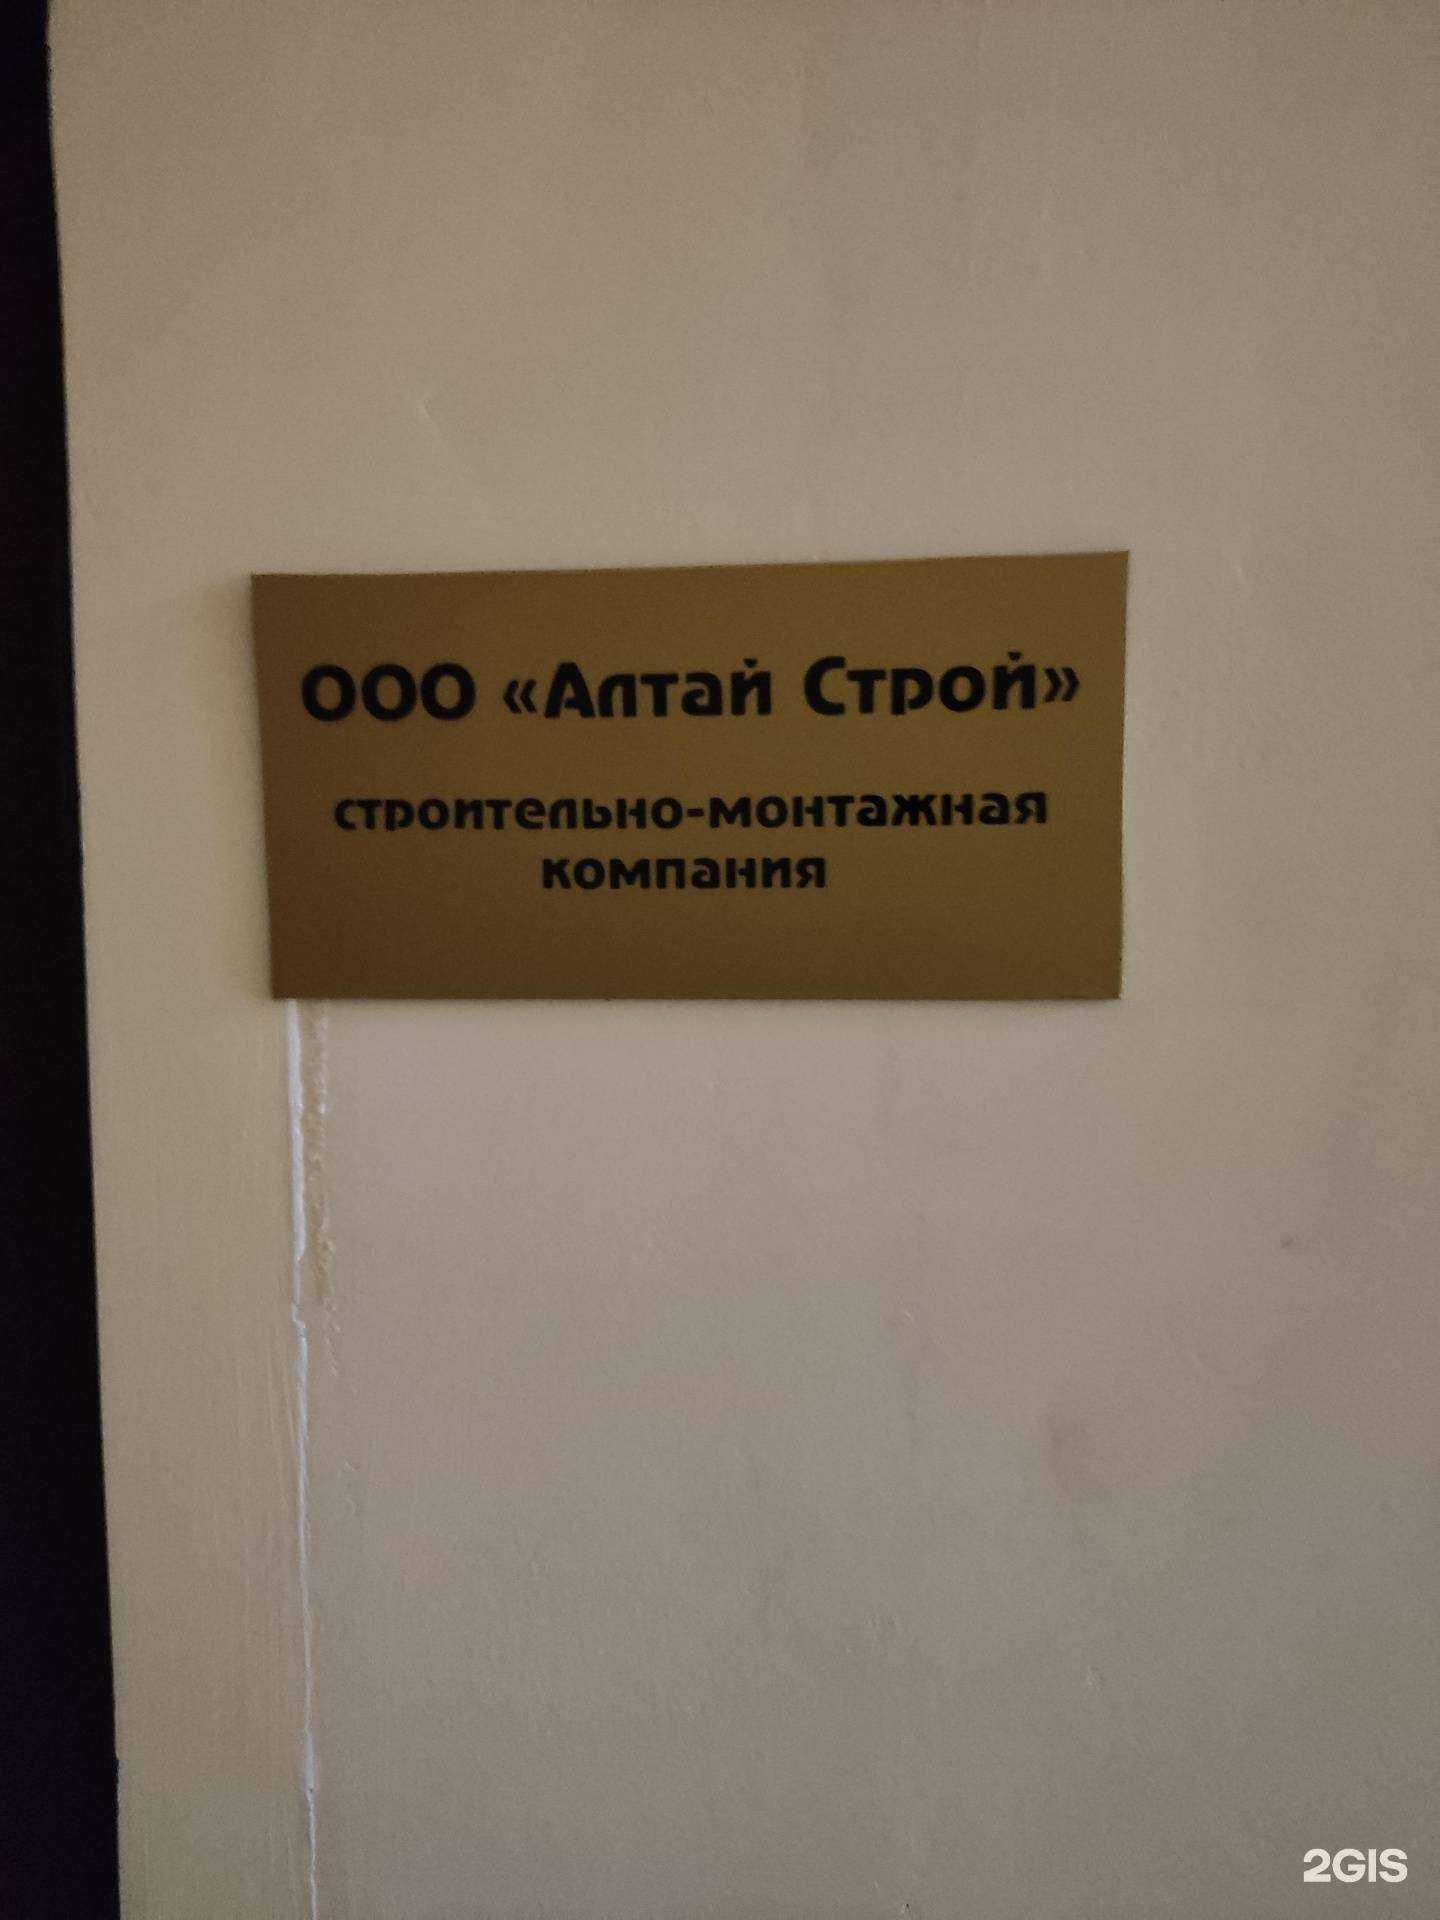 ООО «Алтай Строй»
строительно-монтажная
компания
2GIS